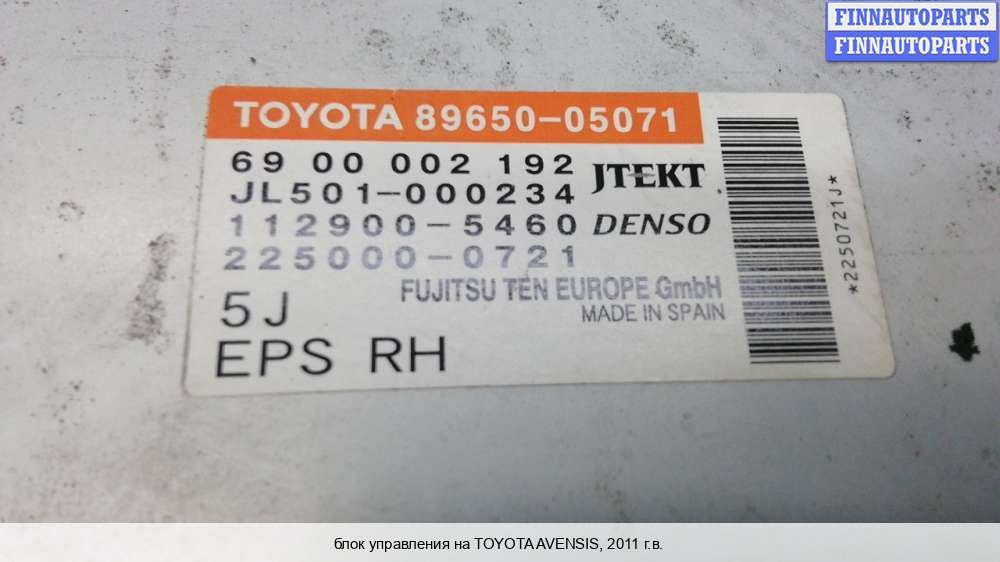 FINNAUTOPARTS
FINNAUTOPARTS
TOYOTA 89650-05071
69 00 002 192 JTEKT
JL501-000234
112900-5460 DENSO
225000-0721
FUJITSU TEN EUROPE GmbH
5J MADE IN SPAIN
EPS RH
*2250721J*
блок управления на TOYOTA AVENSIS, 2011 г.в.